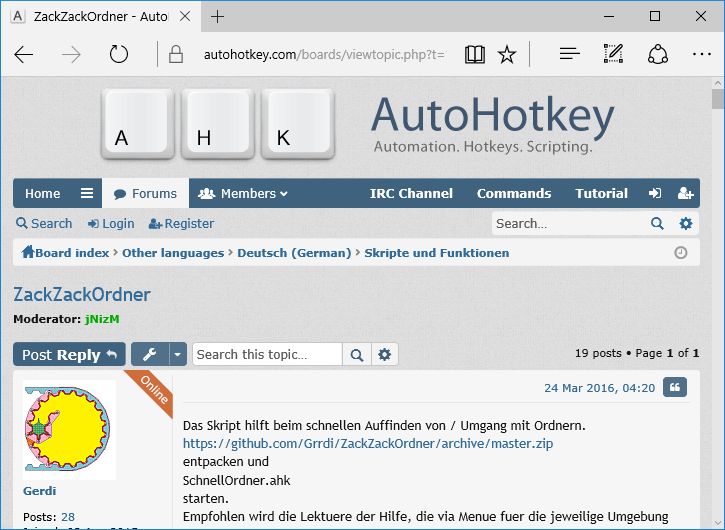 A ZackZackOrdner - Auto
autohotkey.com/boards/viewtopic.php?t=
A H K
AutoHotkey
Automation. Hotkeys. Scripting.
Home Forums Members IRC Channel Commands Tutorial
Search Login Register Search...
Board index › Other languages › Deutsch (German) › Skripte und Funktionen
ZackZackOrdner
Moderator: jNizM
Post Reply Search this topic... 19 posts • Page 1 of 1
Online
24 Mar 2016, 04:20
Das Skript hilft beim schnellen Auffinden von / Umgang mit Ordnern.
https://github.com/Grrdi/ZackZackOrdner/archive/master.zip
entpacken und
SchnellOrdner.ahk
starten.
Empfohlen wird die Lektuere der Hilfe, die via Menue fuer die jeweilige Umgebung
Gerdi
Posts: 28